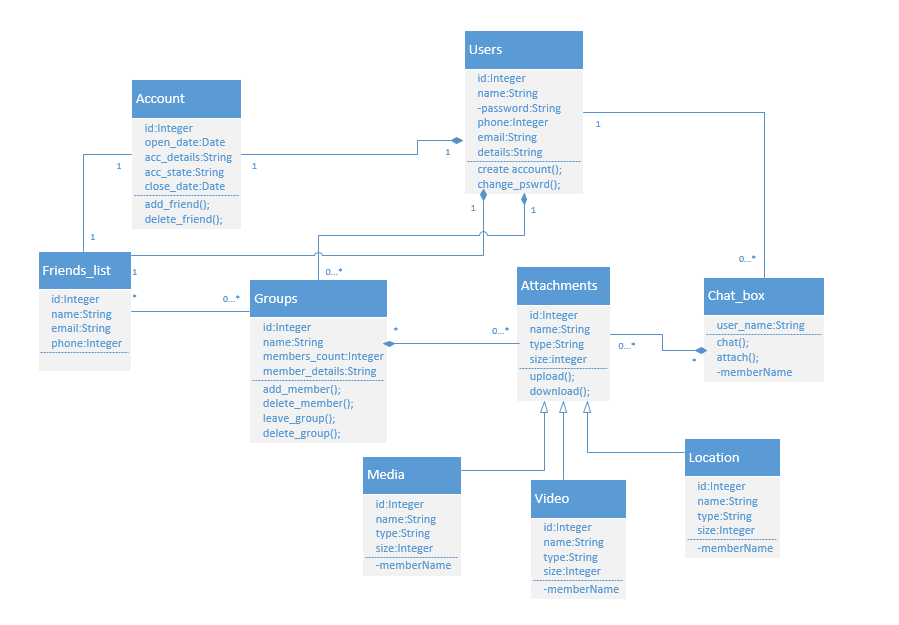 Users
id:Integer
name:String
-password:String
phone:Integer
email:String
details:String
create account();
change_pswrd();
Account
id:Integer
open_date:Date
acc_details:String
acc_state:String
close_date:Date
add_friend();
delete_friend();
1
1
1
1
1
1
1
0...*
0...*
Friends_list
id:Integer
name:String
email:String
phone:Integer
1
*
0...*
Groups
id:Integer
name:String
members_count:Integer
member_details:String
add_member();
delete_member();
leave_group();
delete_group();
*
0...*
Attachments
id:Integer
name:String
type:String
size:integer
upload();
download();
0...*
*
Chat_box
user_name:String
chat();
attach();
-memberName
Media
id:Integer
name:String
type:String
size:Integer
-memberName
Video
id:Integer
name:String
type:String
size:Integer
-memberName
Location
id:Integer
name:String
type:String
size:Integer
-memberName